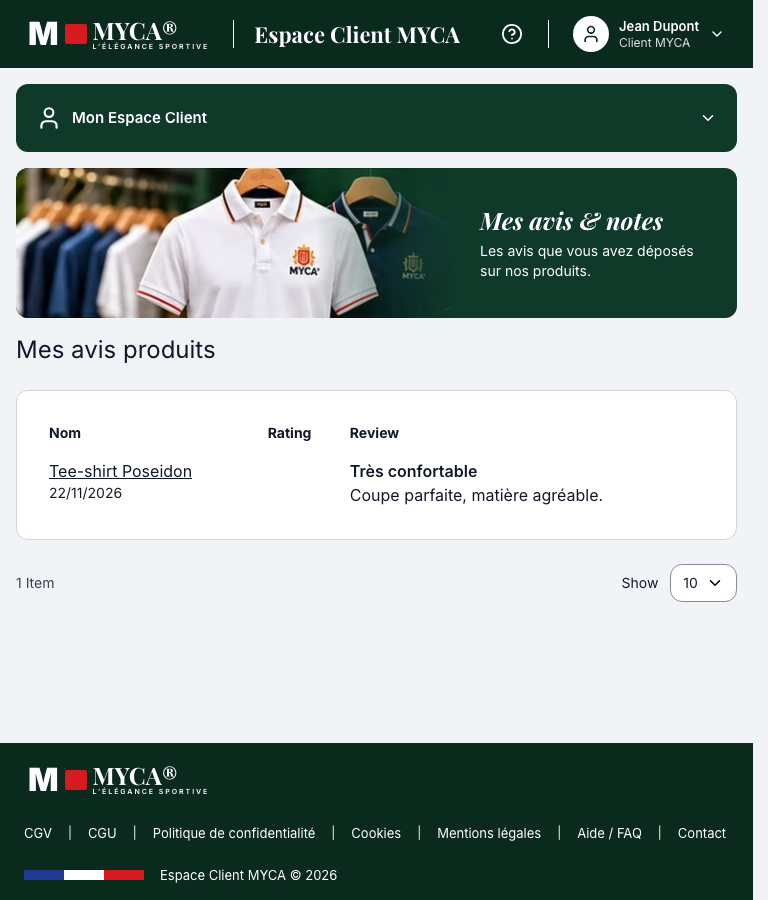 M MYCA®
L'ÉLÉGANCE SPORTIVE
Espace Client MYCA
Jean Dupont
Client MYCA
Mon Espace Client
MYCA
MYCA
Mes avis & notes
Les avis que vous avez déposés
sur nos produits.
Mes avis produits
Nom Rating Review
Tee-shirt Poseidon
22/11/2026
Très confortable
Coupe parfaite, matière agréable.
1 Item
Show 10
M MYCA®
L'ÉLÉGANCE SPORTIVE
CGV | CGU | Politique de confidentialité | Cookies | Mentions légales | Aide / FAQ | Contact
Espace Client MYCA © 2026